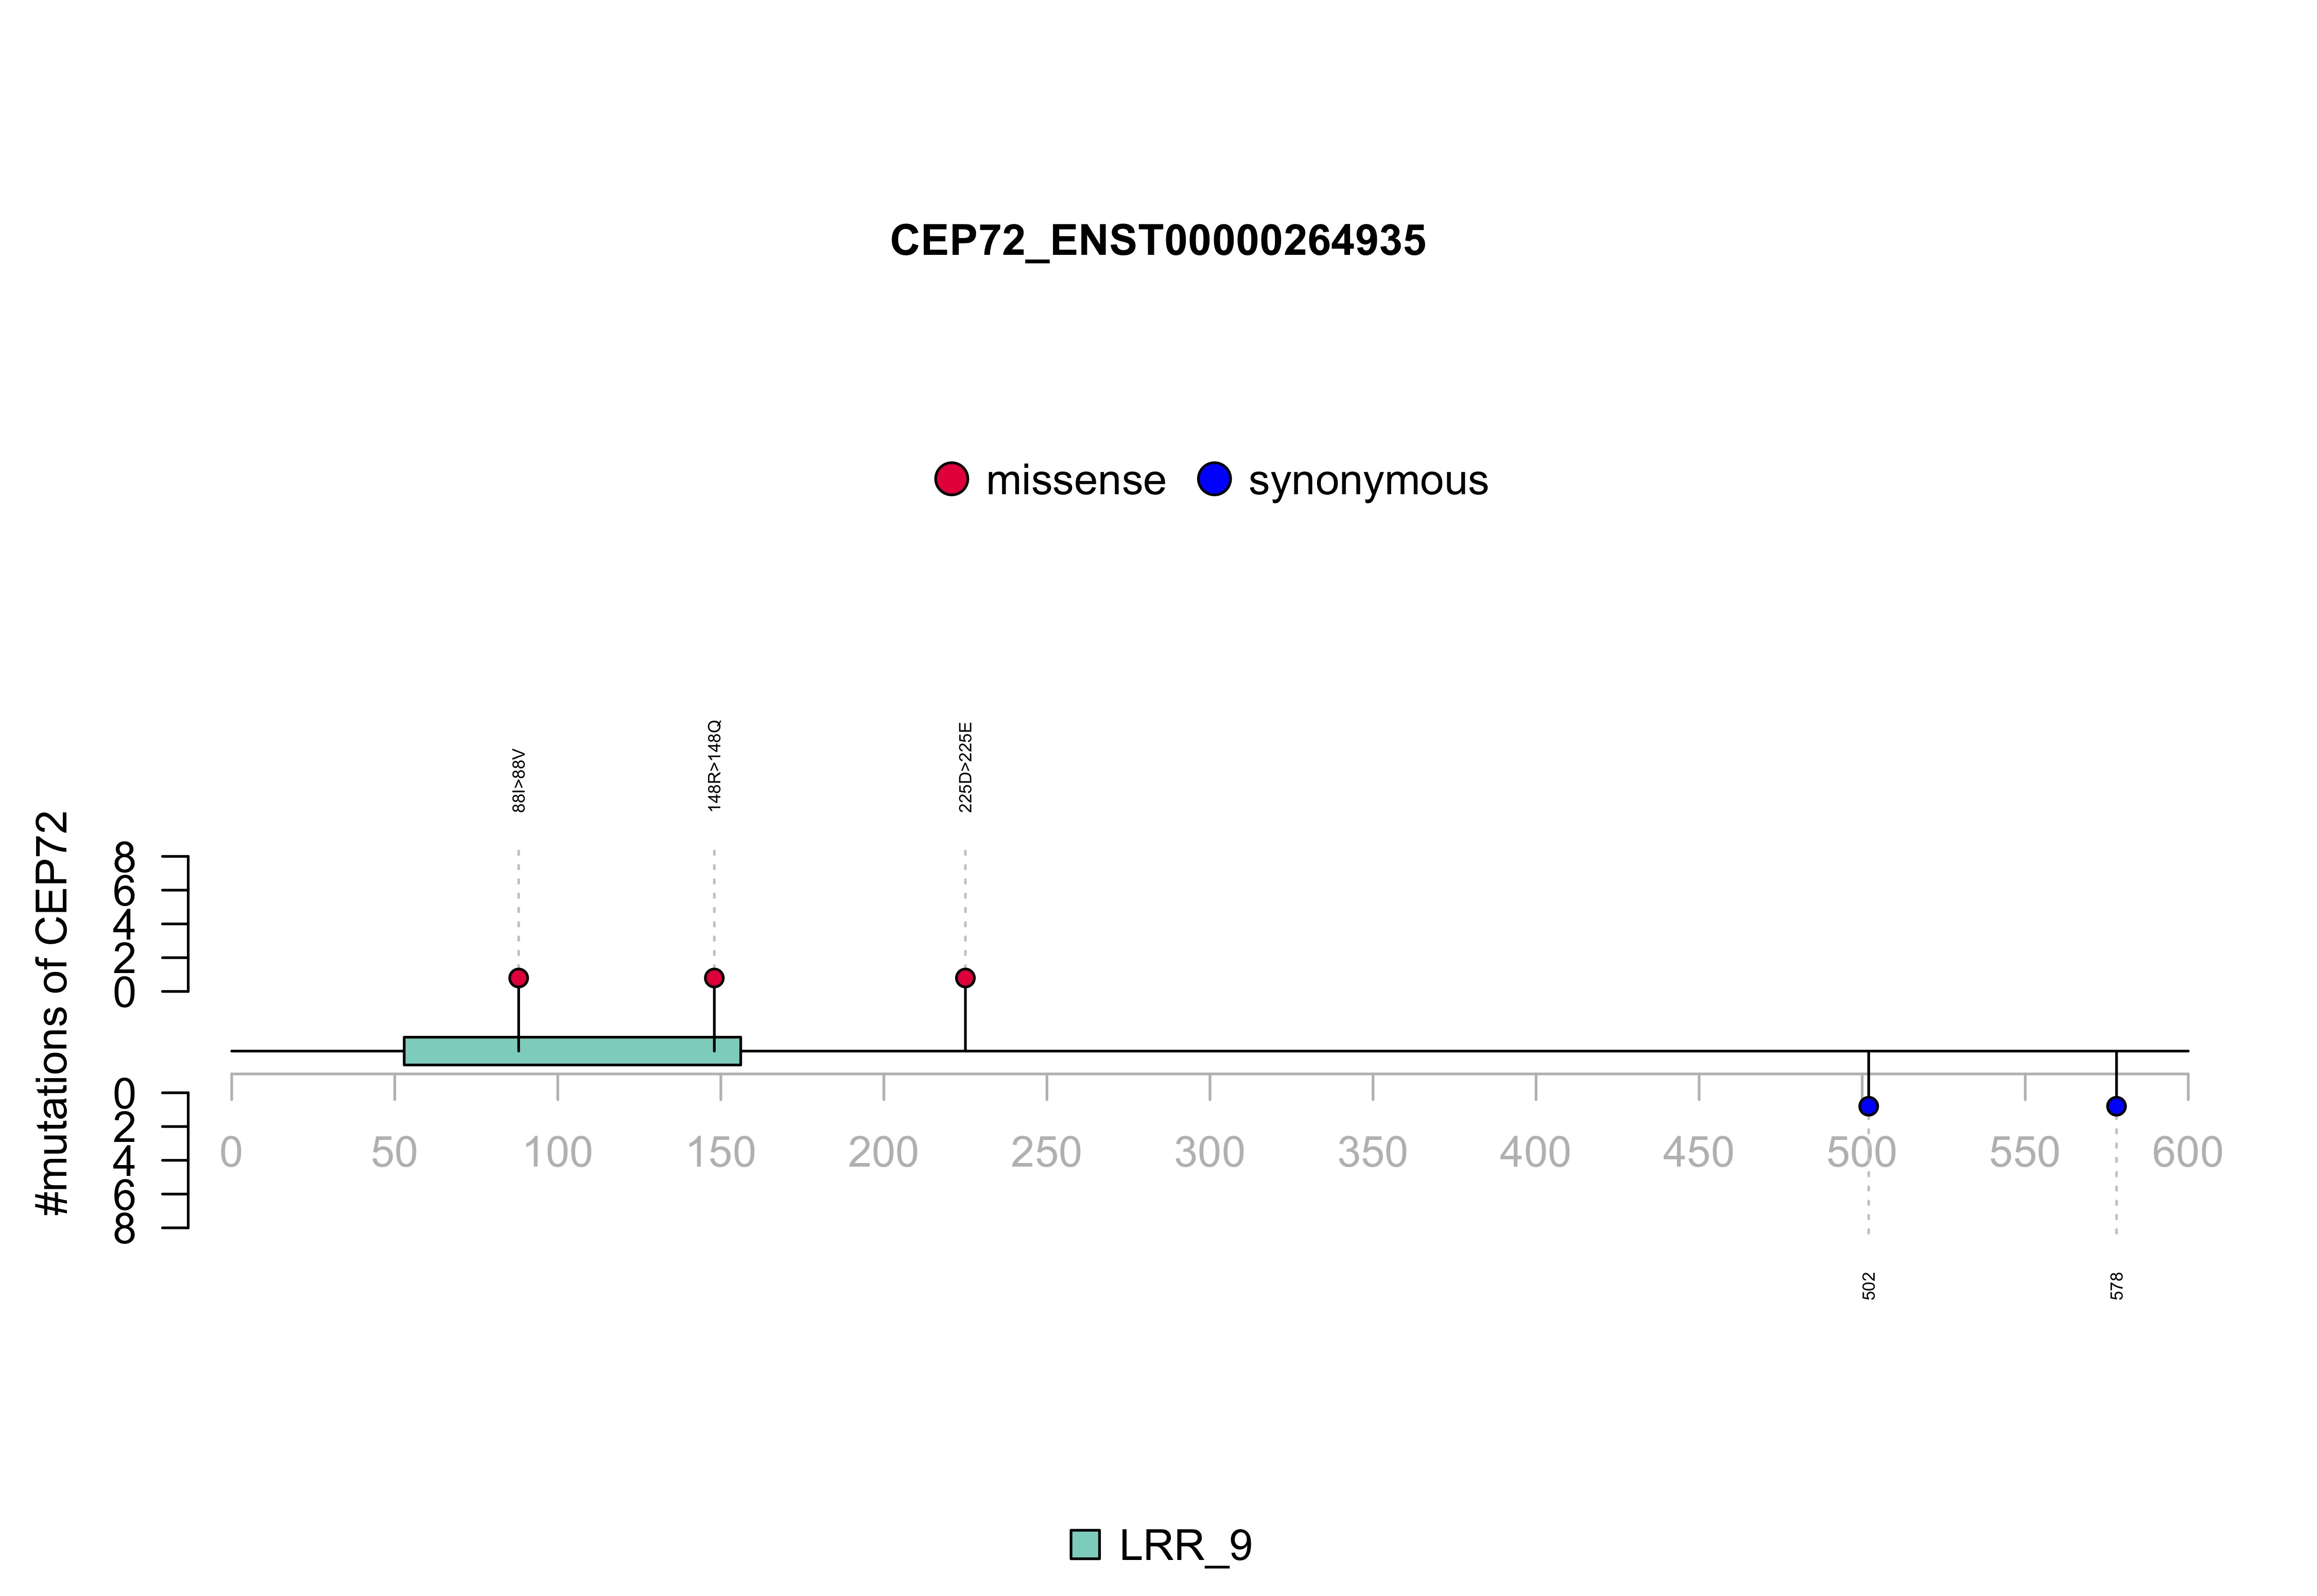 CEP72_ENST00000264935
missense synonymous
88I>88V
148R>148Q
225D>225E
#mutations of CEP72
8
6
4
2
0
0
2
4
6
8
0 50 100 150 200 250 300 350 400 450 500 550 600
502
578
LRR_9